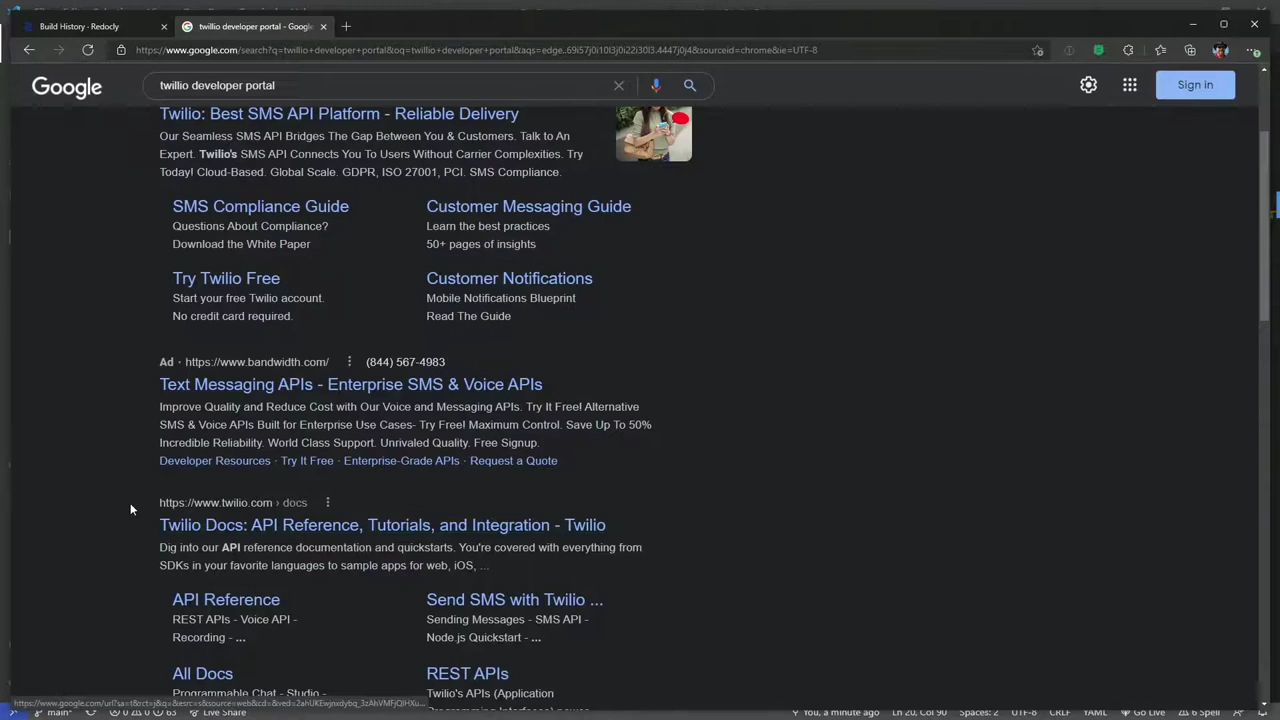 Build History - Redocly
twillio developer portal - Google
https://www.google.com/search?q=twillio+developer+portal&oq=twillio+developer+portal&aqs=edge..69i57j0i10l3j0i22i30l3.4447j0j4&sourceid=chrome&ie=UTF-8
Google
twillio developer portal
Sign in
Twilio: Best SMS API Platform - Reliable Delivery
Our Seamless SMS API Bridges The Gap Between You & Customers. Talk to An
Expert. Twilio's SMS API Connects You To Users Without Carrier Complexities. Try
Today! Cloud-Based. Global Scale. GDPR, ISO 27001, PCI. SMS Compliance.
SMS Compliance Guide
Questions About Compliance?
Download the White Paper
Customer Messaging Guide
Learn the best practices
50+ pages of insights
Try Twilio Free
Start your free Twilio account.
No credit card required.
Customer Notifications
Mobile Notifications Blueprint
Read The Guide
Ad · https://www.bandwidth.com/ (844) 567-4983
Text Messaging APIs - Enterprise SMS & Voice APIs
Improve Quality and Reduce Cost with Our Voice and Messaging APIs. Try It Free! Alternative
SMS & Voice APIs Built for Enterprise Use Cases- Try Free! Maximum Control. Save Up To 50%
Incredible Reliability. World Class Support. Unrivaled Quality. Free Signup.
Developer Resources · Try It Free · Enterprise-Grade APIs · Request a Quote
https://www.twilio.com › docs
Twilio Docs: API Reference, Tutorials, and Integration - Twilio
Dig into our API reference documentation and quickstarts. You're covered with everything from
SDKs in your favorite languages to sample apps for web, iOS, ...
API Reference
REST APIs - Voice API -
Recording - ...
Send SMS with Twilio ...
Sending Messages - SMS API -
Node.js Quickstart - ...
All Docs
Programmable Chat - Studio -
REST APIs
Twilio's APIs (Application
main* 0 0 63 Live Share You, a minute ago Ln 20, Col 90 Spaces: 2 UTF-8 CRLF YAML Go Live 6 Spell